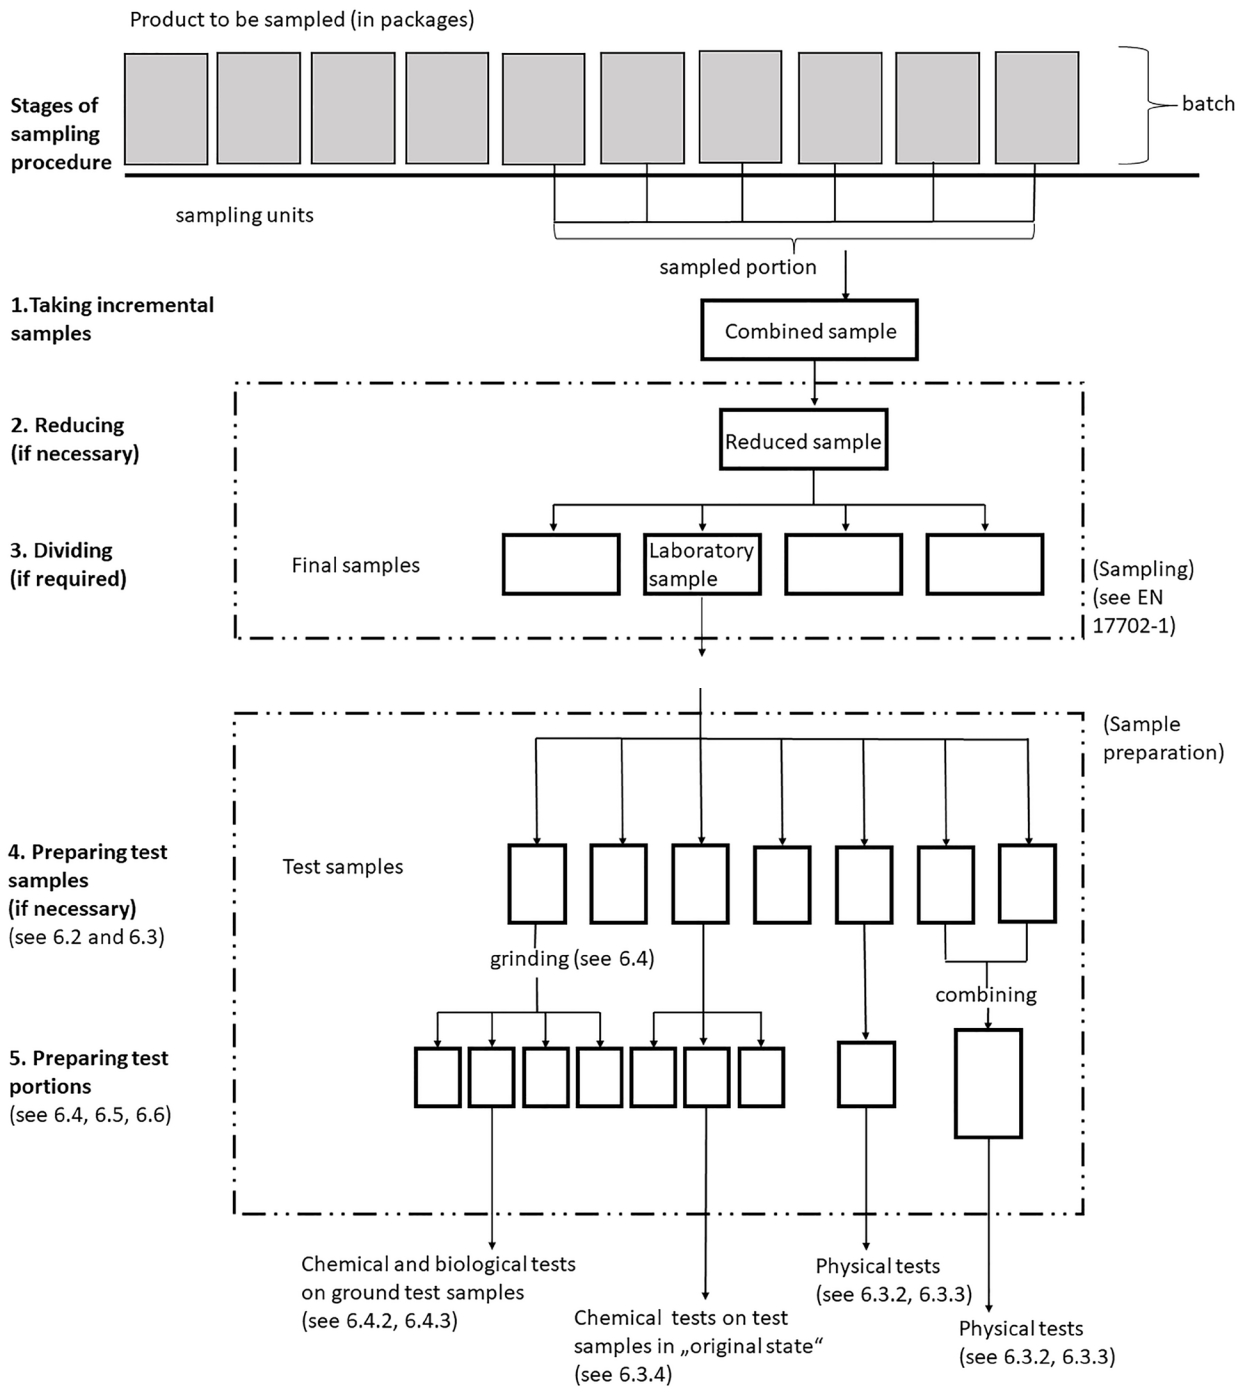 Product to be sampled (in packages)
Stages of
sampling
procedure
batch
sampling units
sampled portion
1.Taking incremental
samples
Combined sample
2. Reducing
(if necessary)
Reduced sample
3. Dividing
(if required)
Final samples
Laboratory
sample
(Sampling)
(see EN
17702-1)
(Sample
preparation)
4. Preparing test
samples
(if necessary)
(see 6.2 and 6.3)
Test samples
grinding (see 6.4)
combining
5. Preparing test
portions
(see 6.4, 6.5, 6.6)
Chemical and biological tests
on ground test samples
(see 6.4.2, 6.4.3)
Chemical  tests on test
samples in „original state“
(see 6.3.4)
Physical tests
(see 6.3.2, 6.3.3)
Physical tests
(see 6.3.2, 6.3.3)